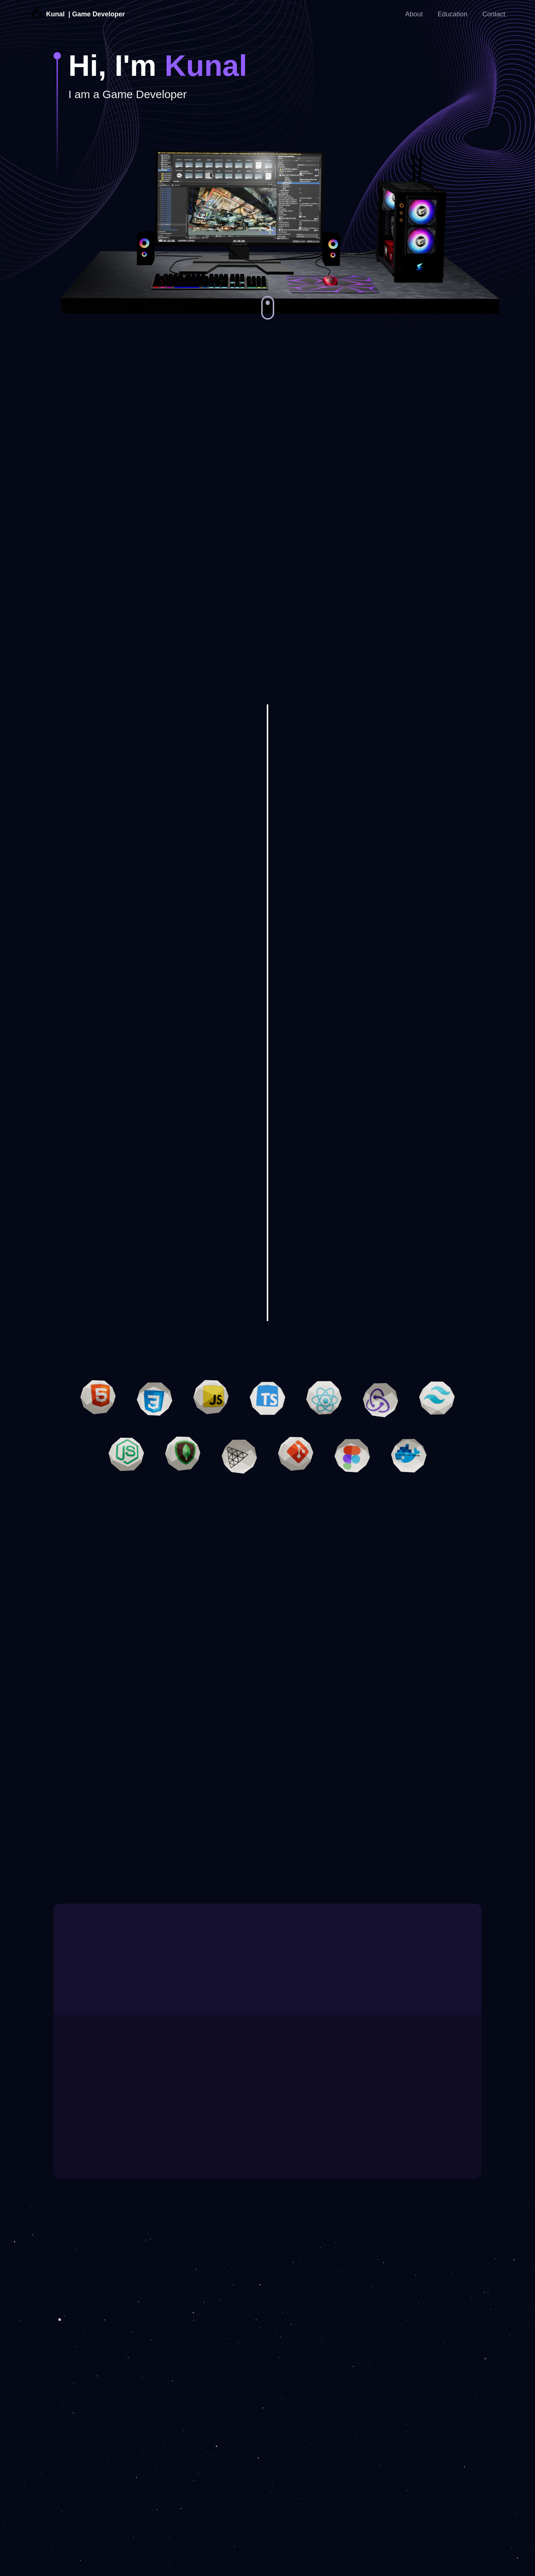 Kunal | Game Developer
About Education Contact
Hi, I'm Kunal
I am a Game Developer
JS
TS